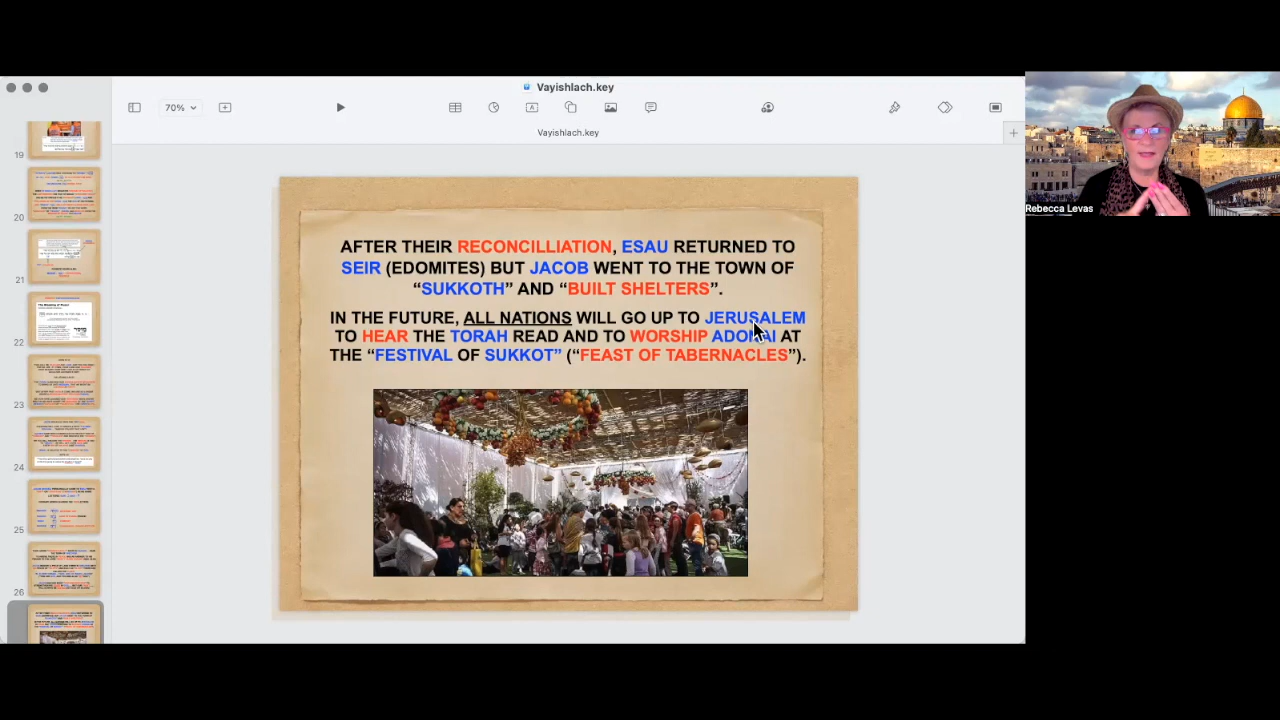 Vayishlach.key
70%
Vayishlach.key
Rebecca Levas
19
20
21
22
23
24
25
26
AFTER THEIR RECONCILLIATION, ESAU RETURNED TO
SEIR (EDOMITES) BUT JACOB WENT TO THE TOWN OF
“SUKKOTH” AND “BUILT SHELTERS”.
IN THE FUTURE, ALL NATIONS WILL GO UP TO JERUSALEM
TO HEAR THE TORAH READ AND TO WORSHIP ADONAI AT
THE “FESTIVAL OF SUKKOT” (“FEAST OF TABERNACLES”).